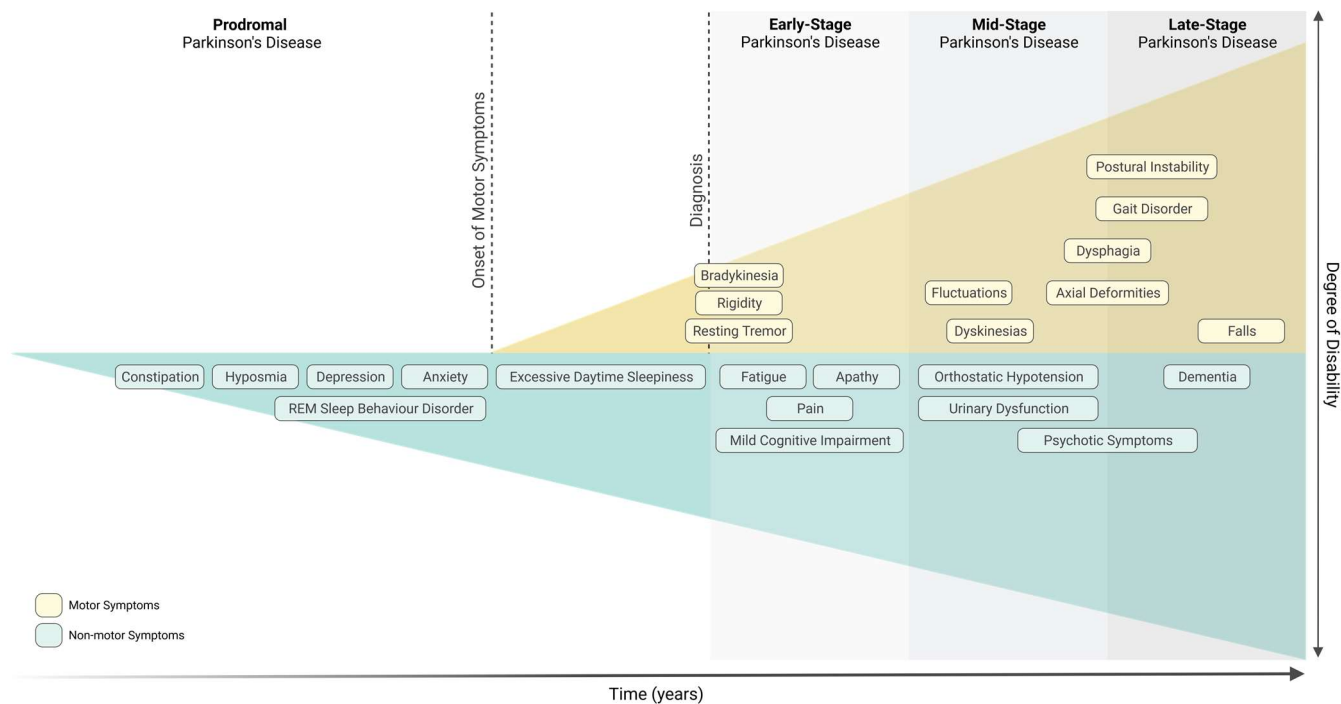 Prodromal
Parkinson's Disease
Early-Stage
Parkinson's Disease
Mid-Stage
Parkinson's Disease
Late-Stage
Parkinson's Disease
Onset of Motor Symptoms
Diagnosis
Postural Instability
Gait Disorder
Dysphagia
Bradykinesia
Fluctuations
Axial Deformities
Rigidity
Resting Tremor
Dyskinesias
Falls
Degree of Disability
Constipation
Hyposmia
Depression
Anxiety
Excessive Daytime Sleepiness
Fatigue
Apathy
Orthostatic Hypotension
Dementia
REM Sleep Behaviour Disorder
Pain
Urinary Dysfunction
Mild Cognitive Impairment
Psychotic Symptoms
Motor Symptoms
Non-motor Symptoms
Time (years)